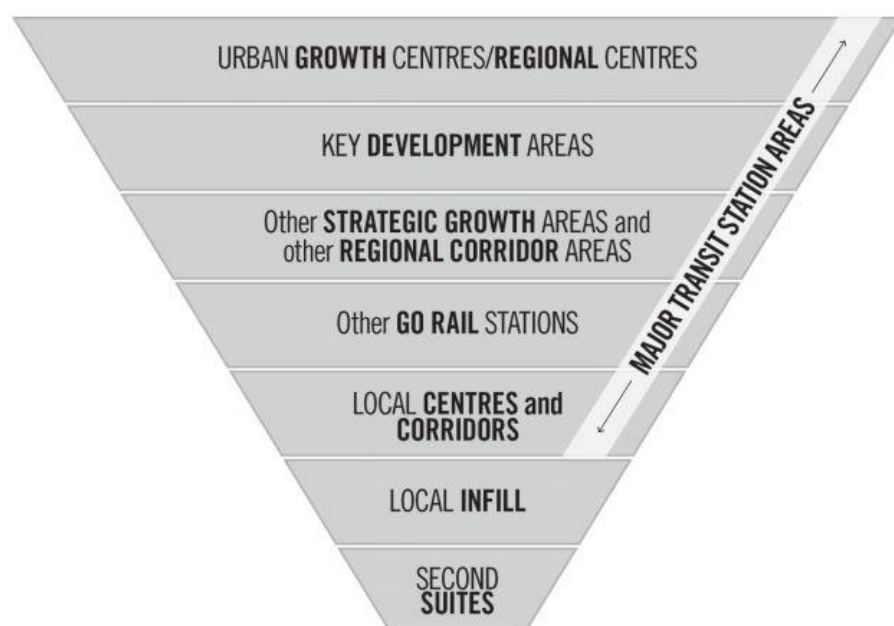 URBAN GROWTH CENTRES/REGIONAL CENTRES
KEY DEVELOPMENT AREAS
Other STRATEGIC GROWTH AREAS and
other REGIONAL CORRIDOR AREAS
Other GO RAIL STATIONS
LOCAL CENTRES and
CORRIDORS
LOCAL INFILL
SECOND
SUITES
MAJOR TRANSIT STATION AREAS